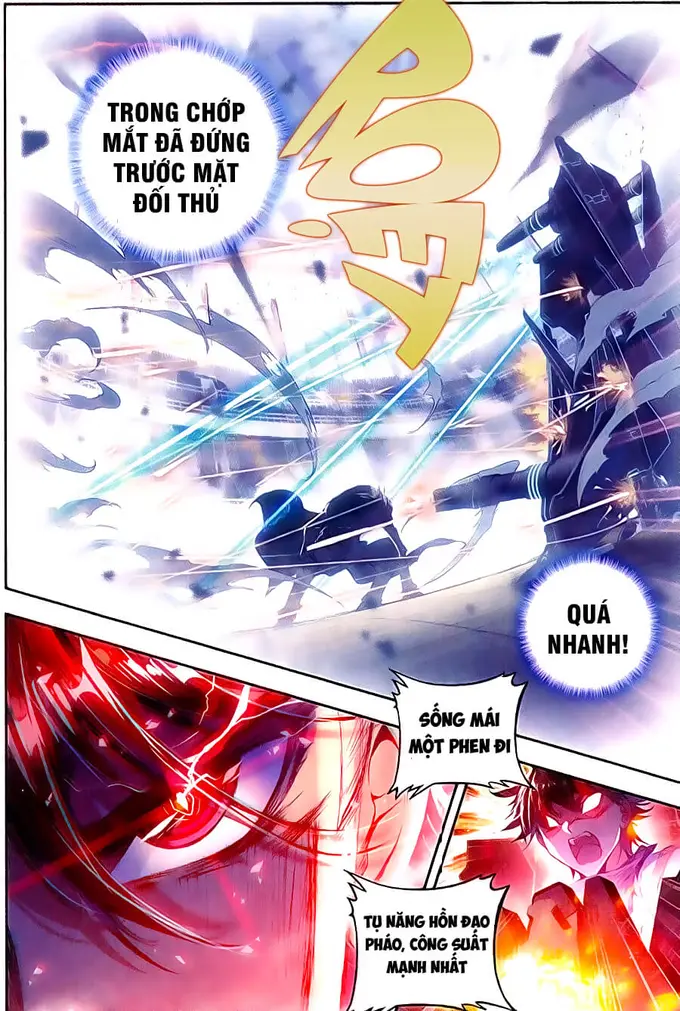 TRONG CHỚP
MẮT ĐÃ ĐỨNG
TRƯỚC MẶT
ĐỐI THỦ
QUÁ
NHANH!
SỐNG MÁI
MỘT PHEN ĐI
TỤ NĂNG HỒN ĐẠO
PHÁO, CÔNG SUẤT
MẠNH NHẤT